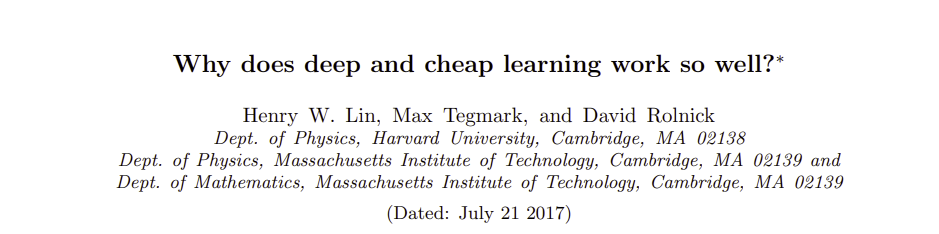 Why does deep and cheap learning work so well?*
Henry W. Lin, Max Tegmark, and David Rolnick
Dept. of Physics, Harvard University, Cambridge, MA 02138
Dept. of Physics, Massachusetts Institute of Technology, Cambridge, MA 02139 and
Dept. of Mathematics, Massachusetts Institute of Technology, Cambridge, MA 02139
(Dated: July 21 2017)